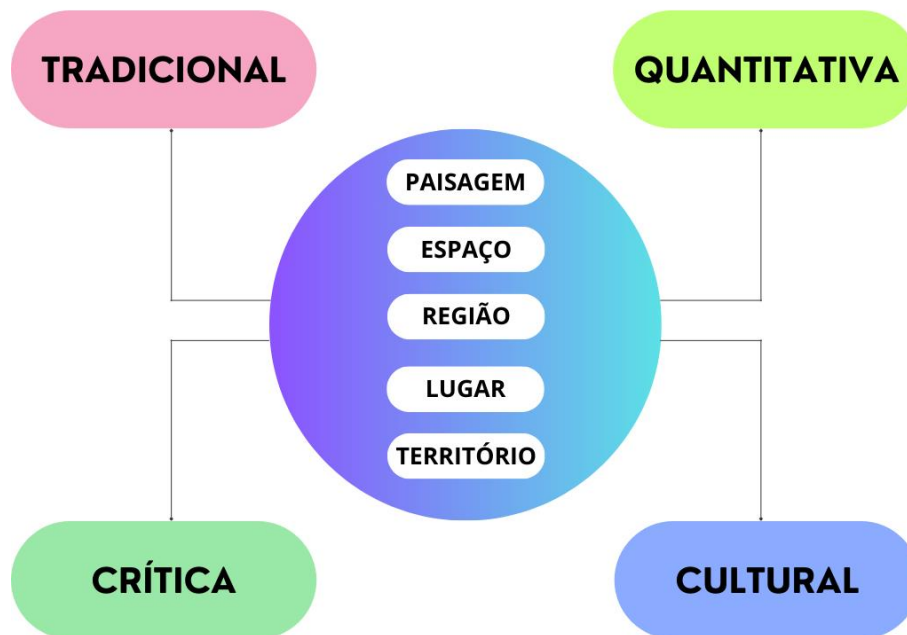 TRADICIONAL
QUANTITATIVA
PAISAGEM
ESPAÇO
REGIÃO
LUGAR
TERRITÓRIO
CRÍTICA
CULTURAL